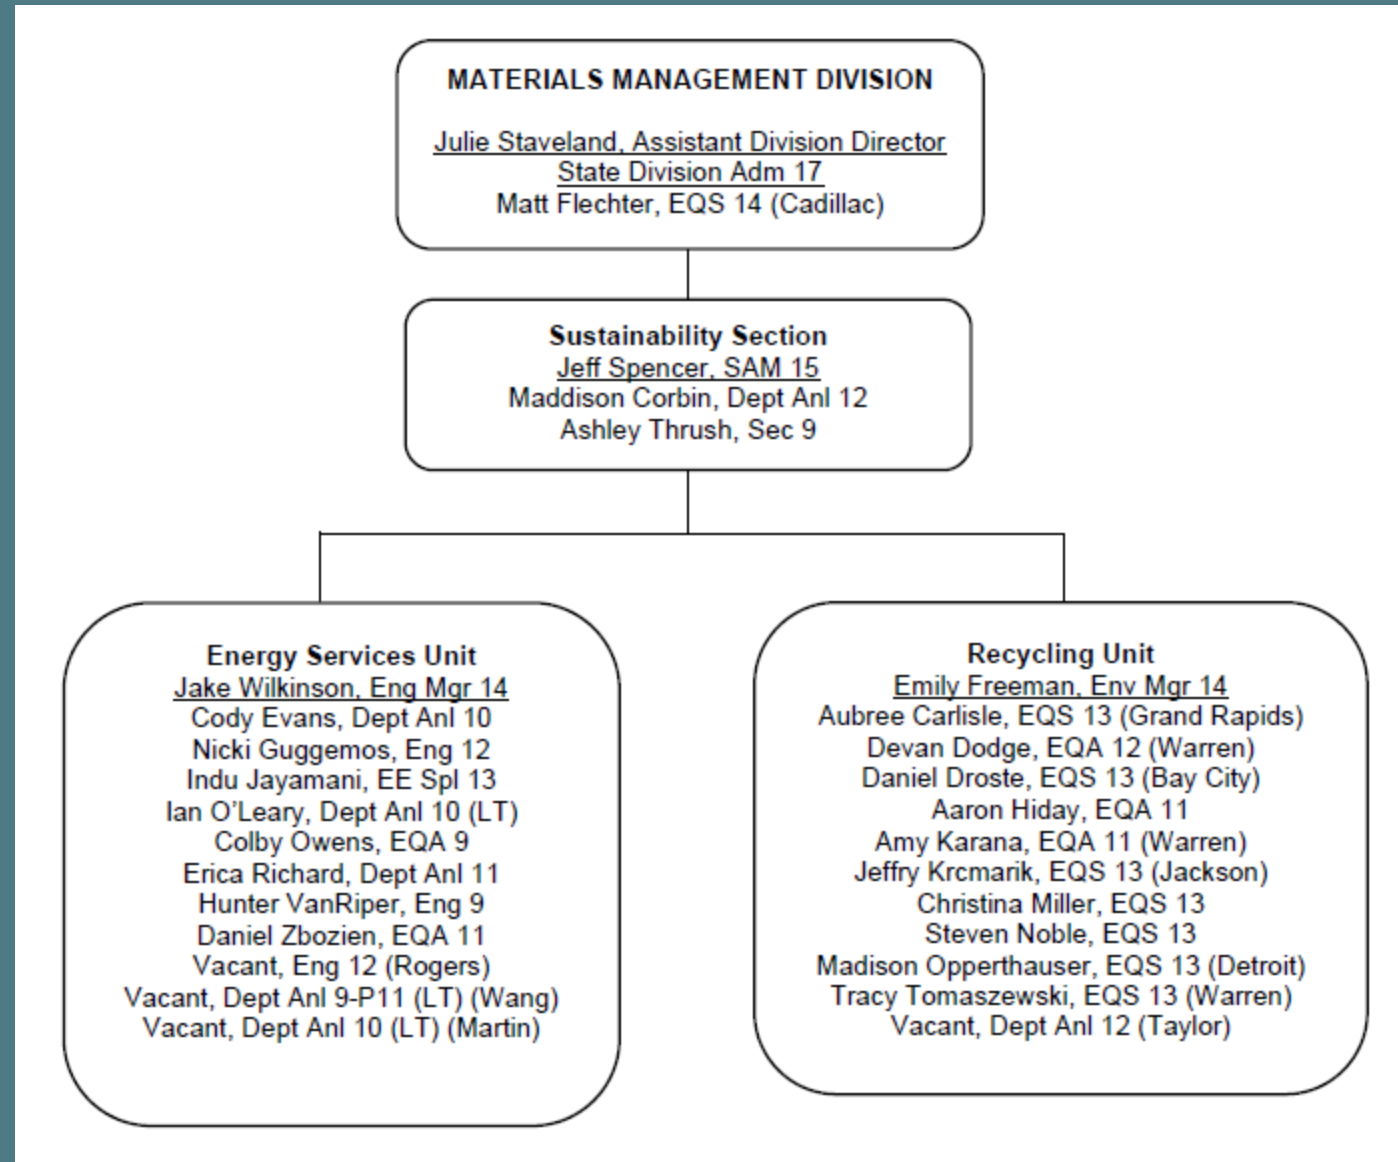 MATERIALS MANAGEMENT DIVISION
Julie Staveland, Assistant Division Director
State Division Adm 17
Matt Flechter, EQS 14 (Cadillac)
Sustainability Section
Jeff Spencer, SAM 15
Maddison Corbin, Dept Anl 12
Ashley Thrush, Sec 9
Energy Services Unit
Jake Wilkinson, Eng Mgr 14
Cody Evans, Dept Anl 10
Nicki Guggemos, Eng 12
Indu Jayamani, EE Spl 13
Ian O’Leary, Dept Anl 10 (LT)
Colby Owens, EQA 9
Erica Richard, Dept Anl 11
Hunter VanRiper, Eng 9
Daniel Zbozien, EQA 11
Vacant, Eng 12 (Rogers)
Vacant, Dept Anl 9-P11 (LT) (Wang)
Vacant, Dept Anl 10 (LT) (Martin)
Recycling Unit
Emily Freeman, Env Mgr 14
Aubree Carlisle, EQS 13 (Grand Rapids)
Devan Dodge, EQA 12 (Warren)
Daniel Droste, EQS 13 (Bay City)
Aaron Hiday, EQA 11
Amy Karana, EQA 11 (Warren)
Jeffry Krcmarik, EQS 13 (Jackson)
Christina Miller, EQS 13
Steven Noble, EQS 13
Madison Opperthauser, EQS 13 (Detroit)
Tracy Tomaszewski, EQS 13 (Warren)
Vacant, Dept Anl 12 (Taylor)